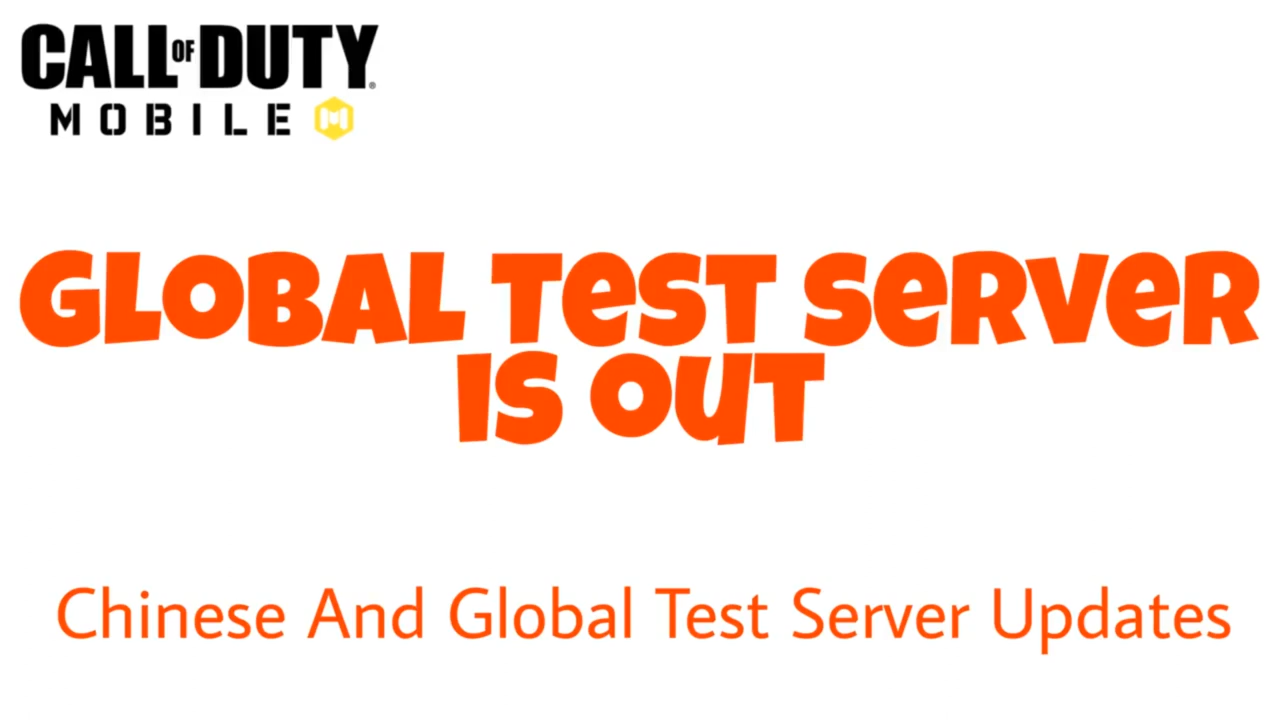 CALL OF DUTY®
MOBILE
GLOBAL TeST SeRVeR
IS OuT
Chinese And Global Test Server Updates